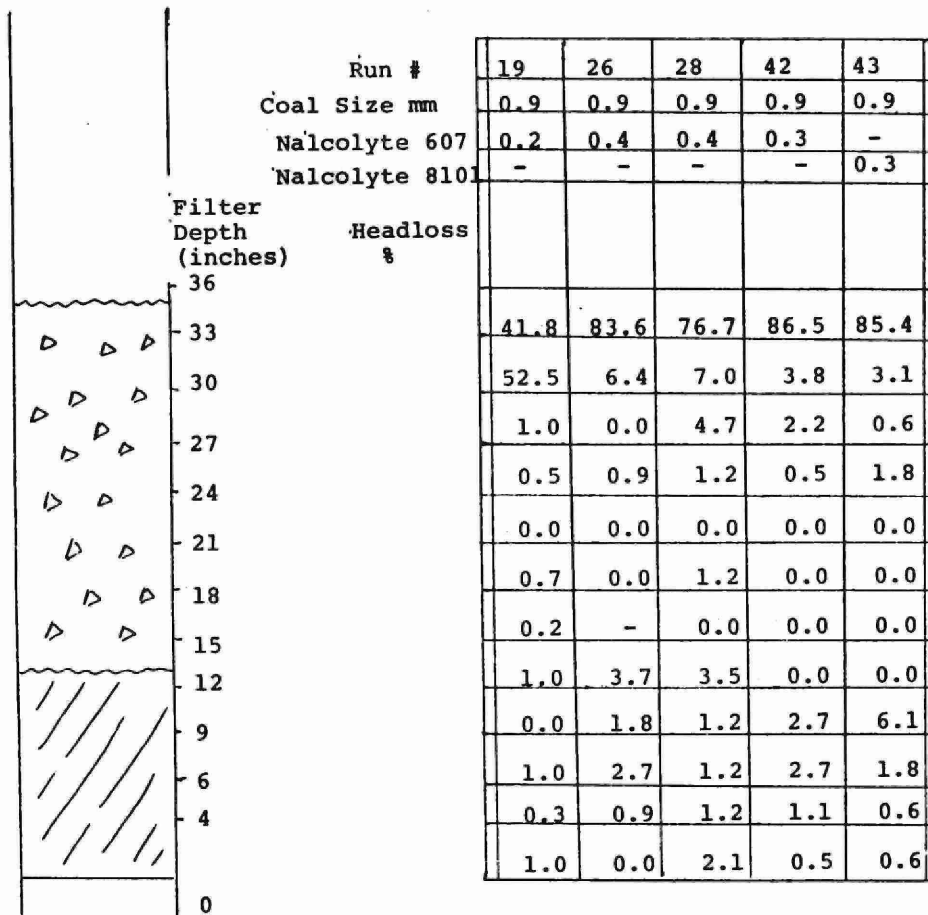 Run # 19 26 28 42 43
Coal Size mm 0.9 0.9 0.9 0.9 0.9
Nalcolyte 607 0.2 0.4 0.4 0.3 -
Nalcolyte 8101 - - - - 0.3
Filter
Depth Headloss
(inches) %
36
33 41.8 83.6 76.7 86.5 85.4
30 52.5 6.4 7.0 3.8 3.1
27 1.0 0.0 4.7 2.2 0.6
24 0.5 0.9 1.2 0.5 1.8
21 0.0 0.0 0.0 0.0 0.0
18 0.7 0.0 1.2 0.0 0.0
15 0.2 - 0.0 0.0 0.0
12 1.0 3.7 3.5 0.0 0.0
9 0.0 1.8 1.2 2.7 6.1
6 1.0 2.7 1.2 2.7 1.8
4 0.3 0.9 1.2 1.1 0.6
1.0 0.0 2.1 0.5 0.6
0